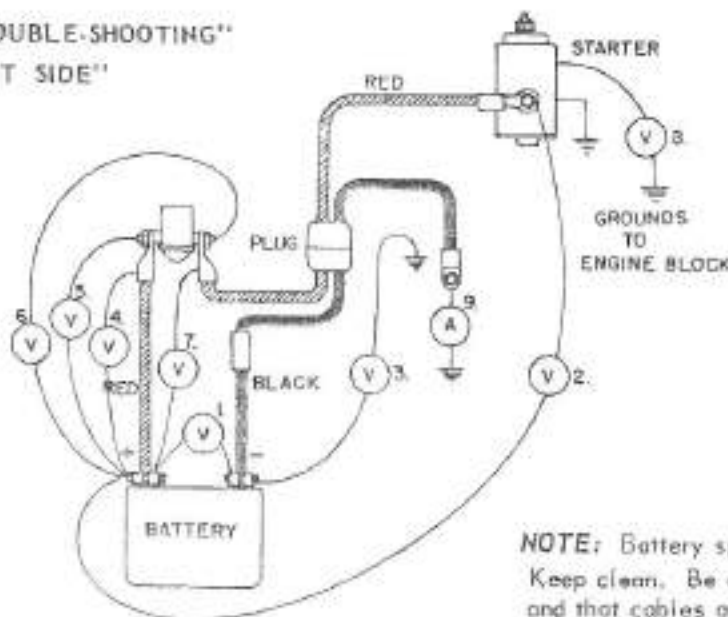 OUBLE-SHOOTING"
T SIDE"
STARTER
RED
V 8.
GROUNDS
TO
ENGINE BLOCK
PLUG
9.
A
6. V
5. V
4. V
7. V
RED
BLACK
V 3.
V 2.
1.
V
+
-
BATTERY
NOTE: Battery s
Keep clean. Be
and that cables